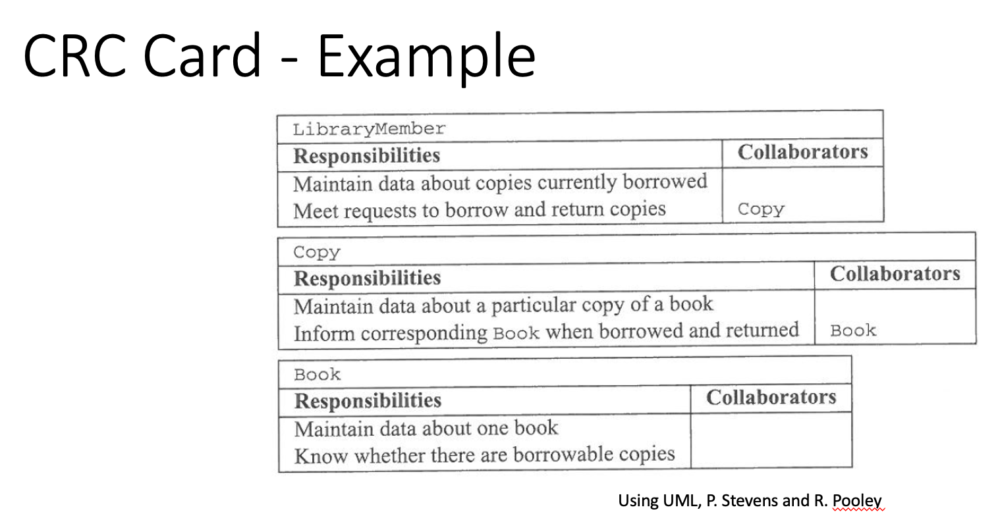 CRC Card - Example
LibraryMember
Responsibilities Collaborators
Maintain data about copies currently borrowed
Meet requests to borrow and return copies Copy
Copy
Responsibilities Collaborators
Maintain data about a particular copy of a book
Inform corresponding Book when borrowed and returned Book
Book
Responsibilities Collaborators
Maintain data about one book
Know whether there are borrowable copies
Using UML, P. Stevens and R. Pooley